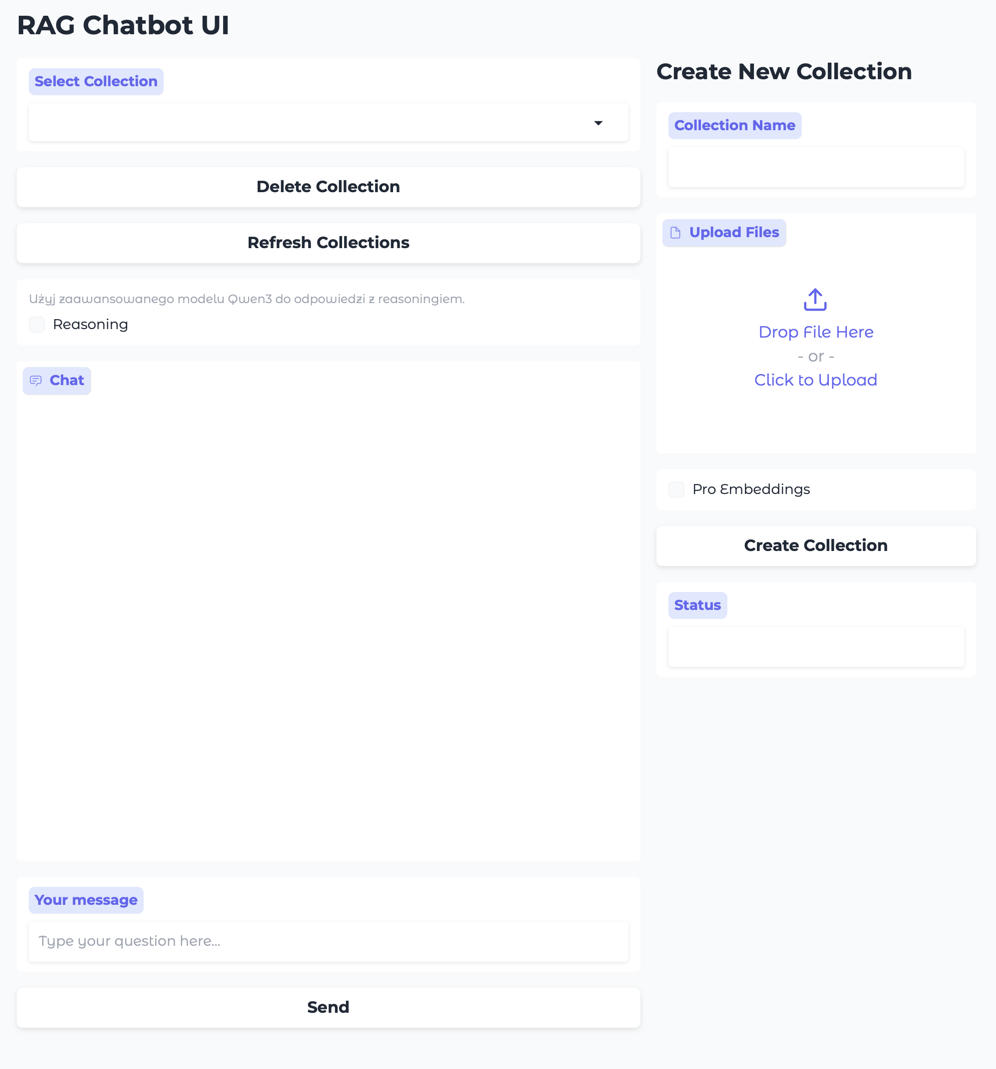 RAG Chatbot UI
Select Collection
Delete Collection
Refresh Collections
Użyj zaawansowanego modelu Qwen3 do odpowiedzi z reasoningiem.
Reasoning
Chat
Your message
Type your question here...
Send
Create New Collection
Collection Name
Upload Files
Drop File Here
- or -
Click to Upload
Pro Embeddings
Create Collection
Status